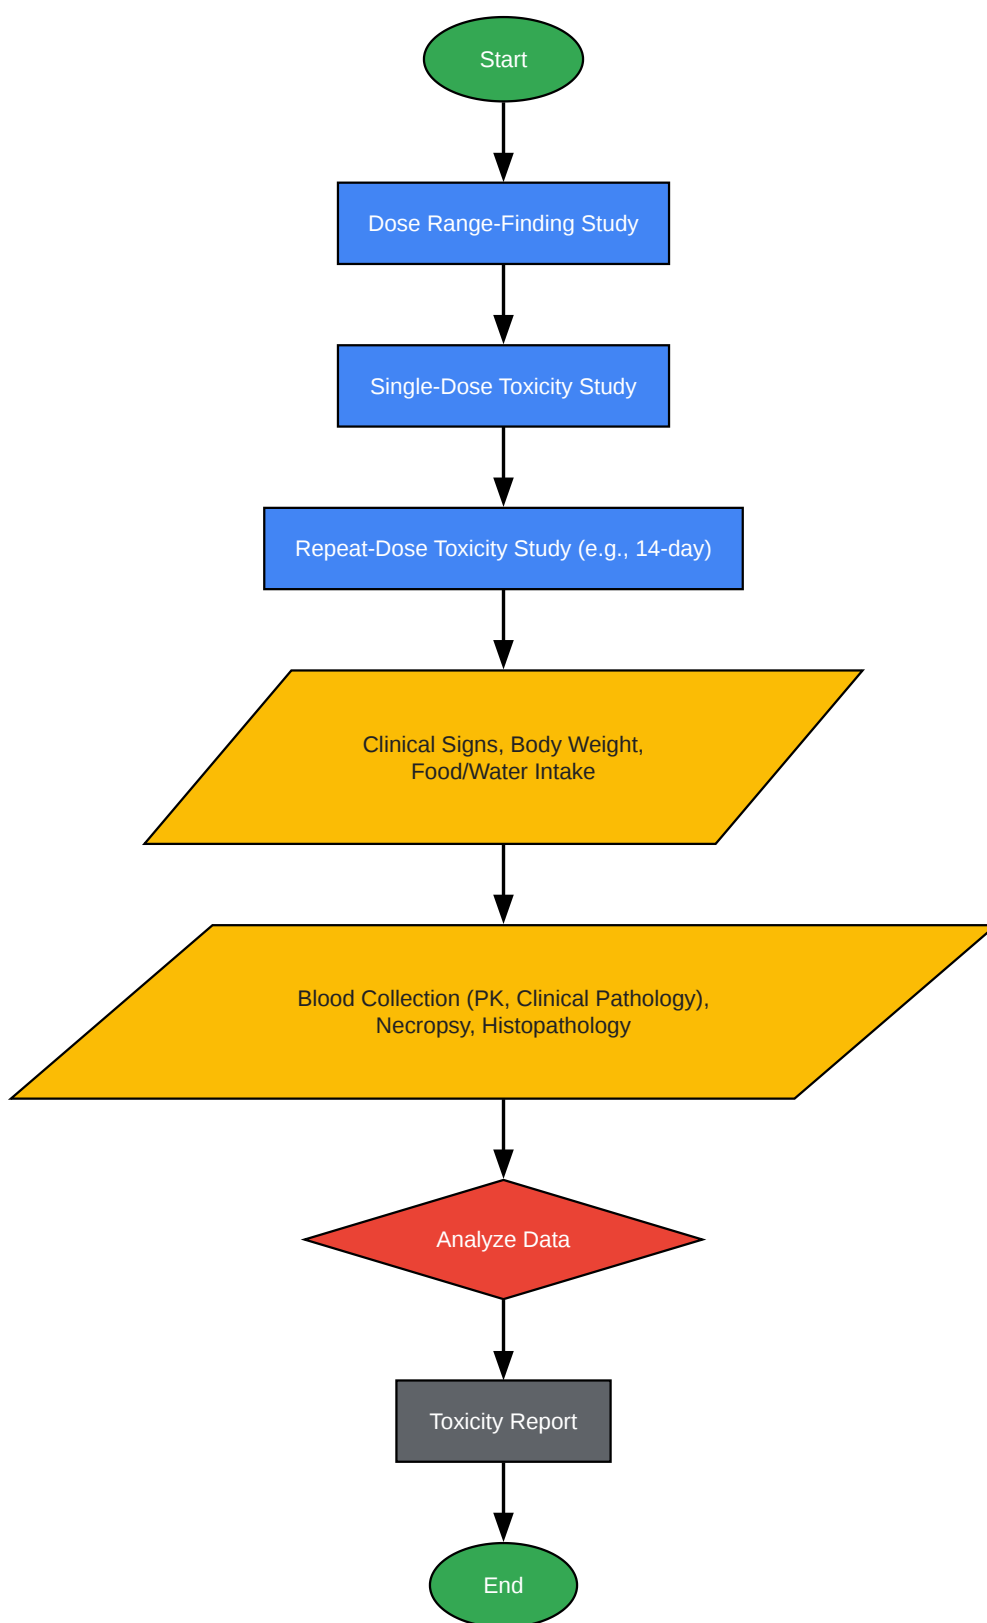 Start
Dose Range-Finding Study
Single-Dose Toxicity Study
Repeat-Dose Toxicity Study (e.g., 14-day)
Clinical Signs, Body Weight,
Food/Water Intake
Blood Collection (PK, Clinical Pathology),
Necropsy, Histopathology
Analyze Data
Toxicity Report
End